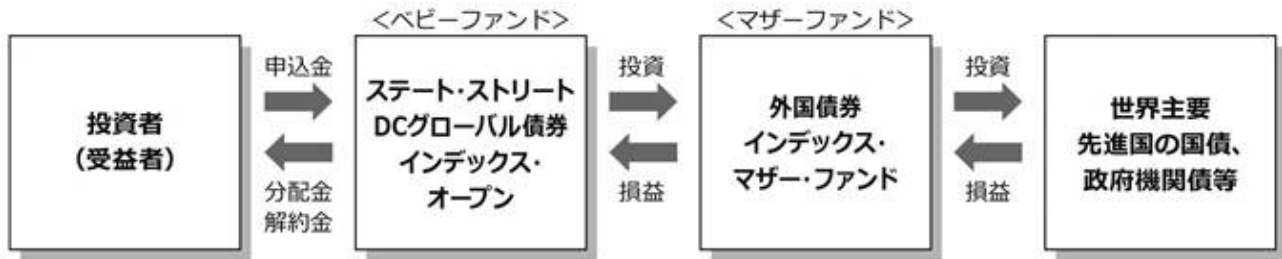 ＜ベビーファンド＞
＜マザーファンド＞
投資者
（受益者）
申込金
分配金
解約金
ステート・ストリート
DCグローバル債券
インデックス・
オープン
投資
損益
外国債券
インデックス・
マザー・ファンド
投資
損益
世界主要
先進国の国債、
政府機関債等